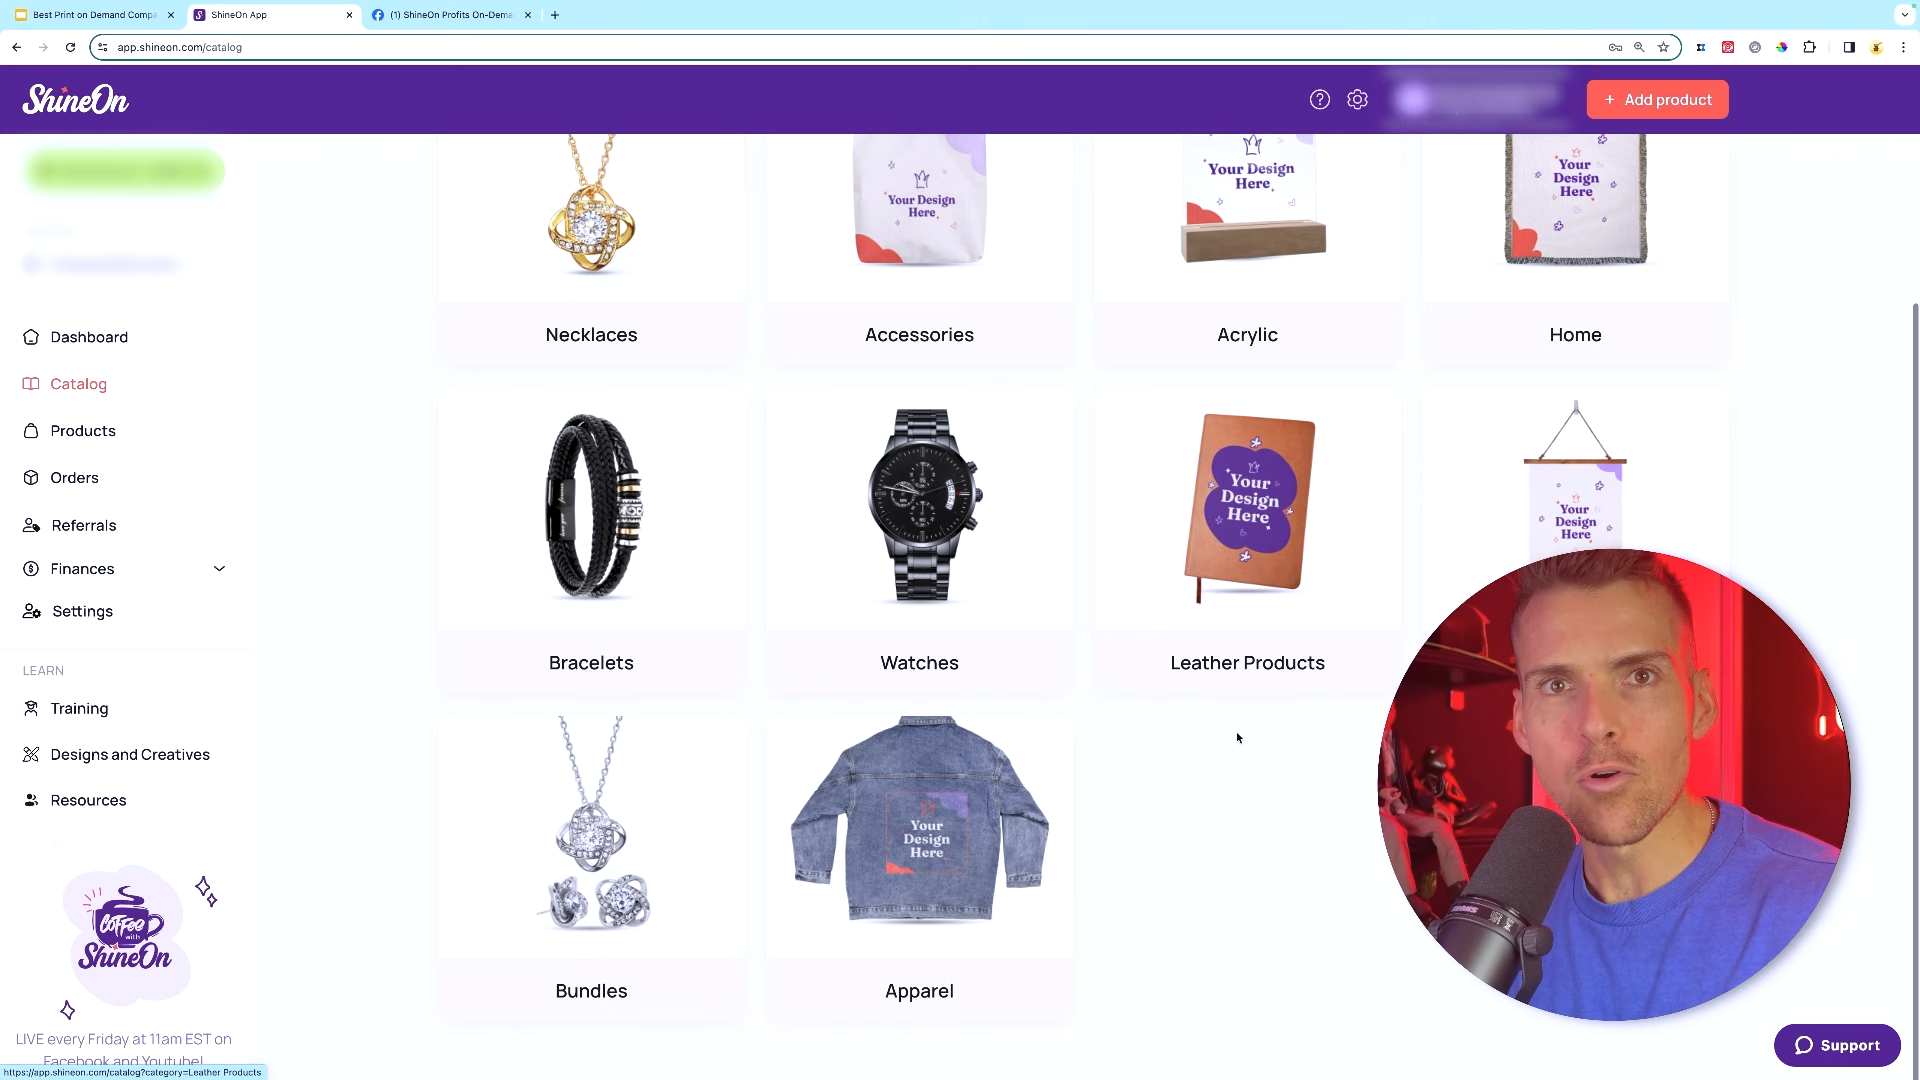 Best Print on Demand Compa
ShineOn App
(1) ShineOn Profits On-Dema
app.shineon.com/catalog
ShineOn
+ Add product
Dashboard
Catalog
Products
Orders
Referrals
Finances
Settings
LEARN
Training
Designs and Creatives
Resources
Coffee
with
ShineOn
LIVE every Friday at 11am EST on
Facebook and Youtube!
https://app.shineon.com/catalog?category=Leather Products
Your Design
Here
Your Design
Here
Your
Design
Here
Necklaces
Accessories
Acrylic
Home
Your
Design
Here
Your
Design
Here
Bracelets
Watches
Leather Products
Your
Design
Here
Bundles
Apparel
Support